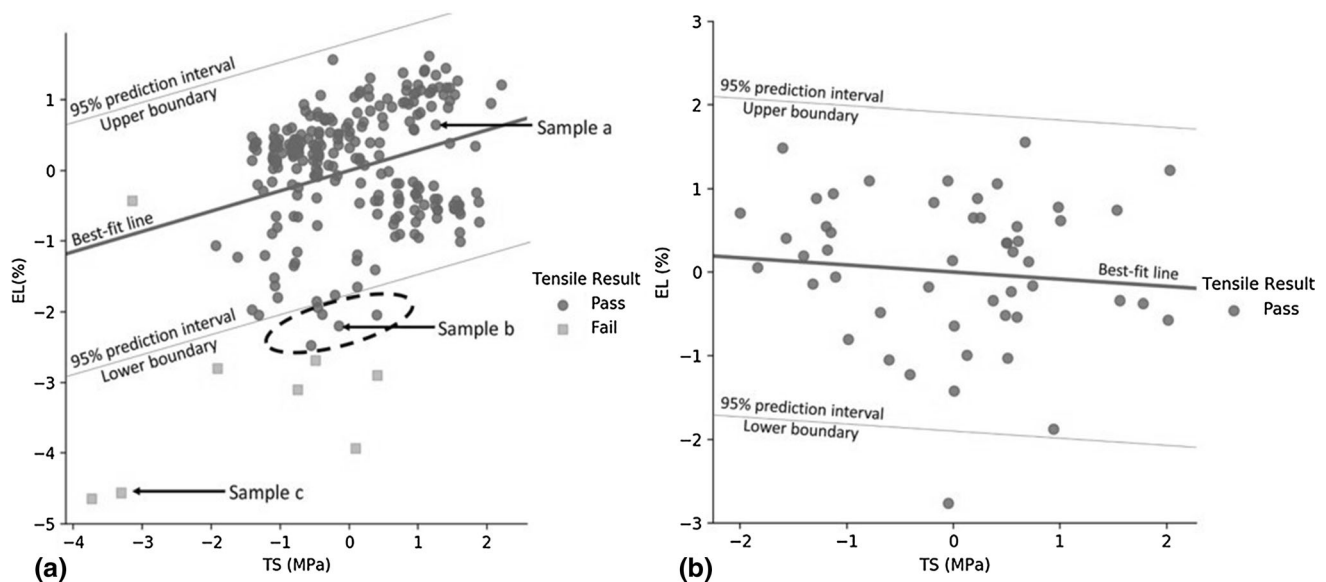 1
0
−1
−2
−3
−4
−5
EL(%)
−4 −3 −2 −1 0 1 2
TS (MPa)
(a)
95% prediction interval
Upper boundary
Best-fit line
95% prediction interval
Lower boundary
Sample a
Sample b
Sample c
Tensile Result
Pass
Fail
3
2
1
0
−1
−2
−3
EL (%)
−2 −1 0 1 2
TS (MPa)
(b)
95% prediction interval
Upper boundary
Best-fit line
95% prediction interval
Lower boundary
Tensile Result
Pass